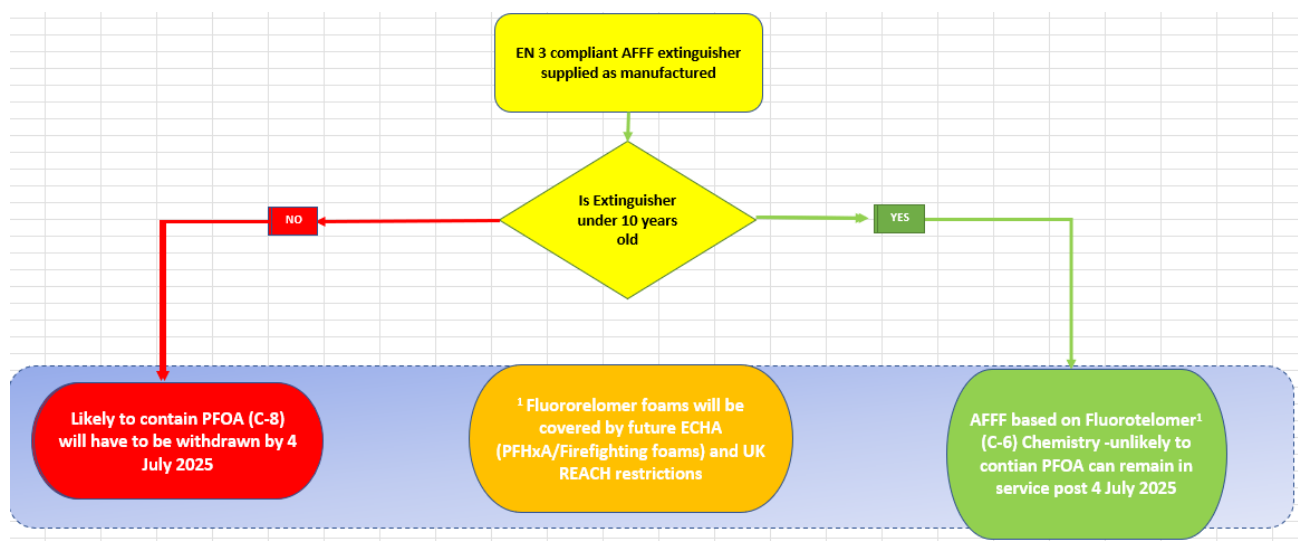 EN 3 compliant AFFF extinguisher
supplied as manufactured
Is Extinguisher
under 10 years
old
NO
YES
Likely to contain PFOA (C-8)
will have to be withdrawn by 4
July 2025
¹ Fluororelomer foams will be
covered by future ECHA
(PFHxA/Firefighting foams) and UK
REACH restrictions
AFFF based on Fluorotelomer¹
(C-6) Chemistry -unlikely to
contian PFOA can remain in
service post 4 July 2025